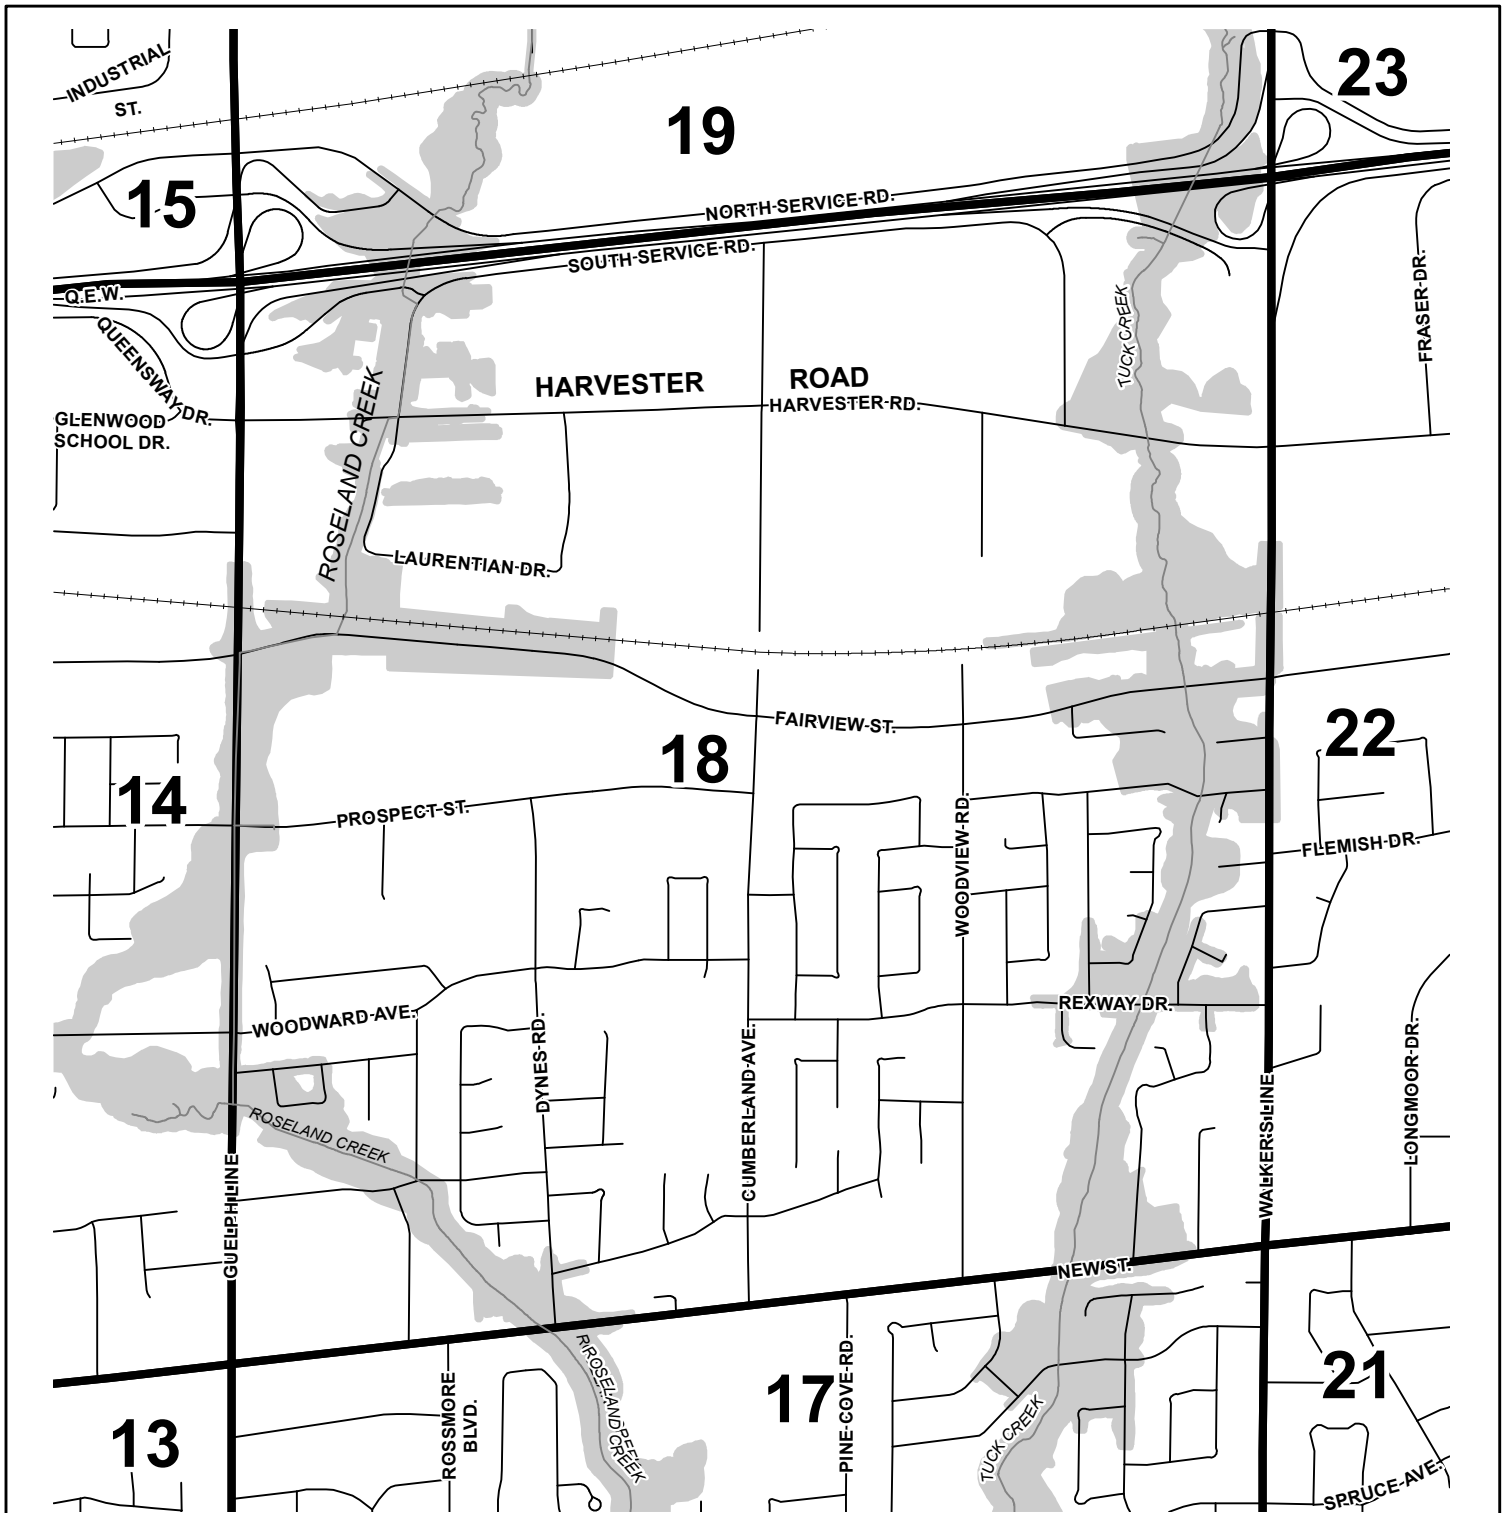 INDUSTRIAL
ST.
23
19
15
NORTH SERVICE RD.
SOUTH SERVICE RD.
Q.E.W.
QUEENSWAY DR.
TUCK CREEK
FRASER DR.
HARVESTER ROAD
HARVESTER RD.
GLENWOOD
SCHOOL DR.
ROSELAND CREEK
LAURENTIAN DR.
FAIRVIEW ST.
22
18
14
PROSPECT ST.
WOODVIEW RD.
FLEMISH DR.
REXWAY DR.
WOODWARD AVE.
DYNES RD.
CUMBERLAND AVE.
WALKER'S LINE
LONGMOOR DR.
ROSELAND CREEK
GUELPH LINE
NEW ST.
ROSELAND CREEK
PINE COVE RD.
17
21
ROSSMORE
BLVD.
13
TUCK CREEK
SPRUCE AVE.